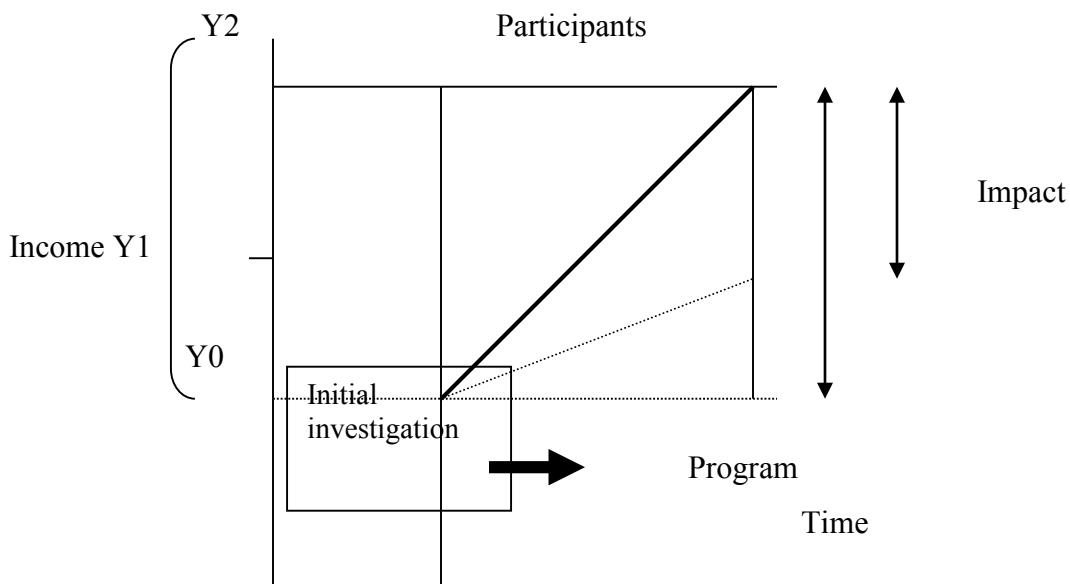 Y2
Participants
Impact
Income Y1
Y0
Initial
investigation
Program
Time